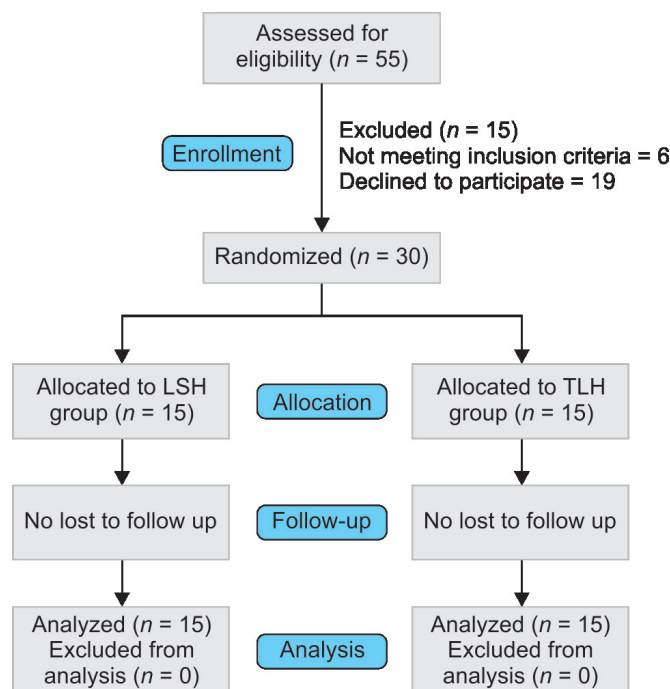 Assessed for
eligibility (n = 55)
Enrollment
Excluded (n = 15)
Not meeting inclusion criteria = 6
Declined to participate = 19
Randomized (n = 30)
Allocated to LSH
group (n = 15)
Allocation
Allocated to TLH
group (n = 15)
No lost to follow up
Follow-up
No lost to follow up
Analyzed (n = 15)
Excluded from
analysis (n = 0)
Analysis
Analyzed (n = 15)
Excluded from
analysis (n = 0)